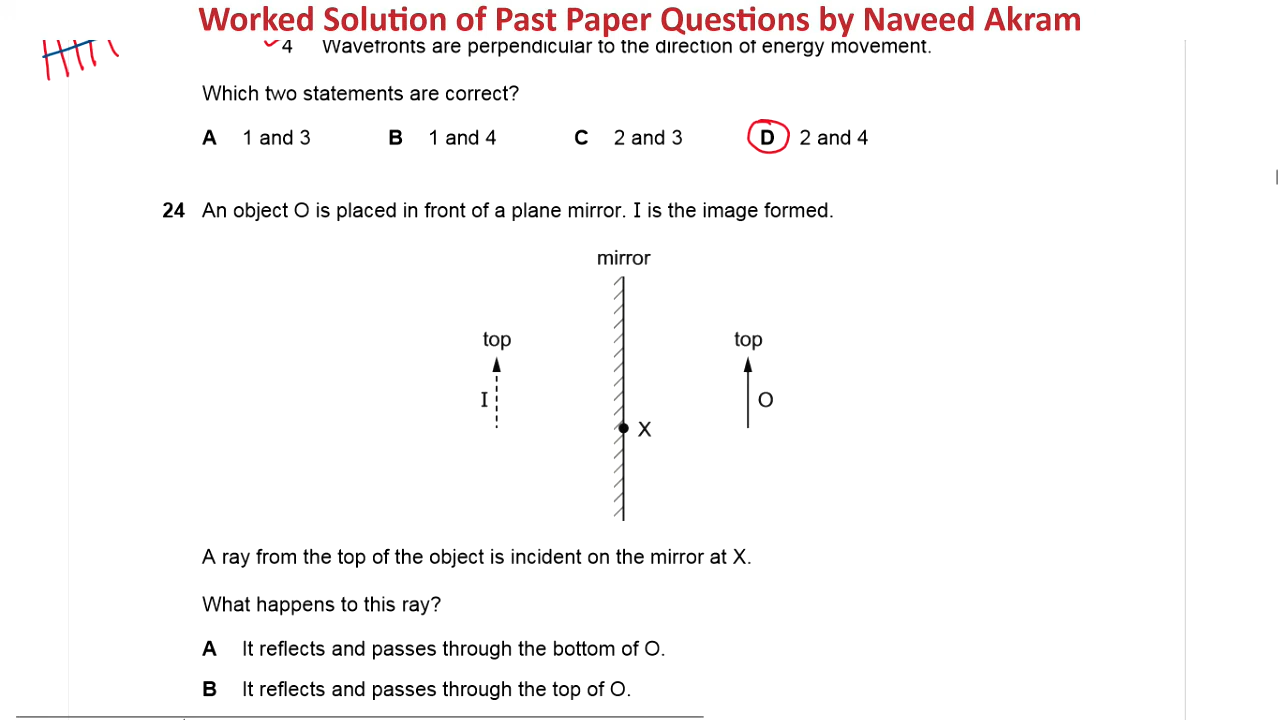 Worked Solution of Past Paper Questions by Naveed Akram
4 Wavefronts are perpendicular to the direction of energy movement.
Which two statements are correct?
A 1 and 3 B 1 and 4 C 2 and 3 D 2 and 4
24 An object O is placed in front of a plane mirror. I is the image formed.
mirror
top top
I O
X
A ray from the top of the object is incident on the mirror at X.
What happens to this ray?
A It reflects and passes through the bottom of O.
B It reflects and passes through the top of O.